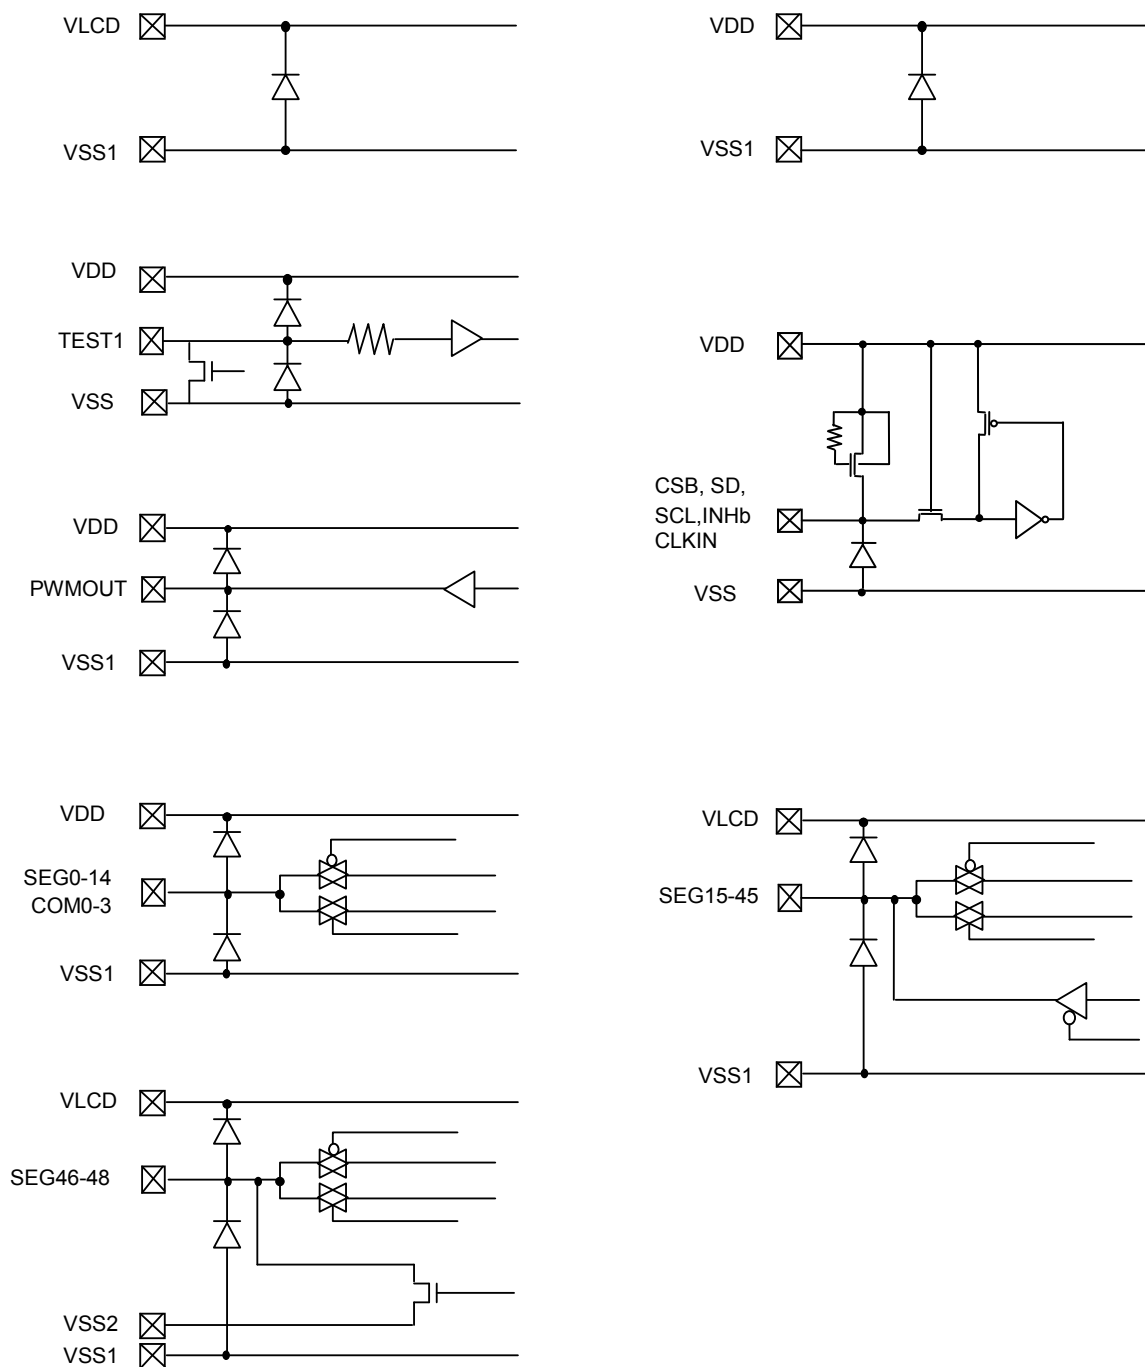 VLCD
VSS1
VDD
VSS1
VDD
TEST1
VSS
VDD
CSB, SD,
SCL,INHb
CLKIN
VSS
VDD
PWMOUT
VSS1
VDD
SEG0-14
COM0-3
VSS1
VLCD
SEG15-45
VSS1
VLCD
SEG46-48
VSS2
VSS1